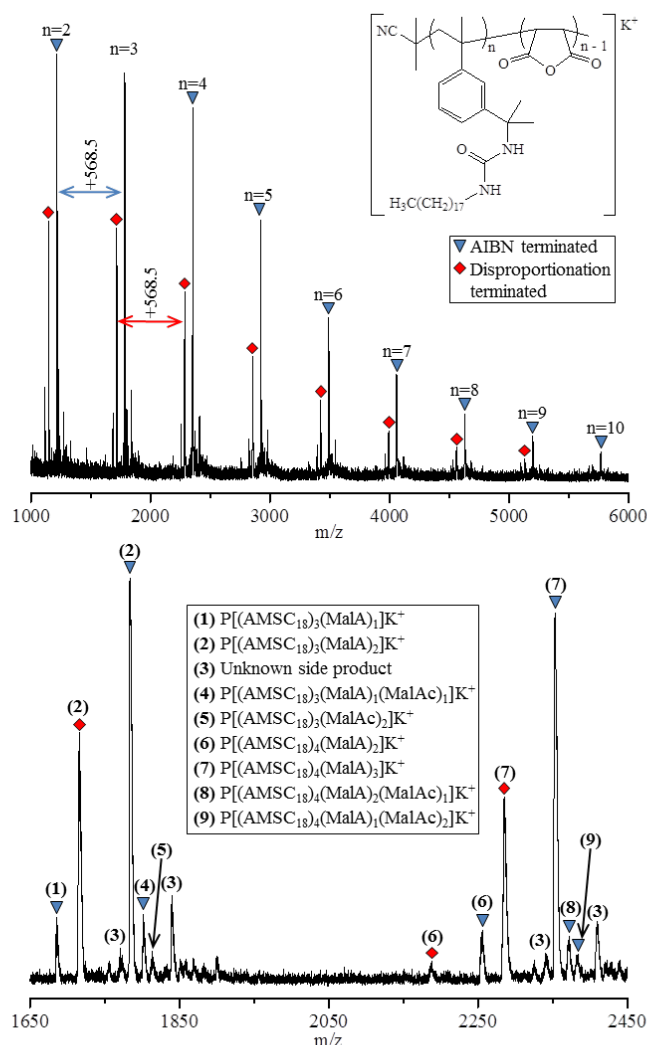 n=2
n=3
n=4
n=5
n=6
n=7
n=8
n=9
n=10
+568.5
+568.5
NC
n
n - 1
K⁺
O
O
O
O
NH
NH
H₃C(CH₂)₁₇
AIBN terminated
Disproportionation
terminated
1000 2000 3000 4000 5000 6000
m/z
(1)
(2)
(3)
(2)
(4)
(5)
(3)
(6)
(6)
(7)
(3)
(7)
(8)
(9)
(3)
(1) P[(AMSC₁₈)₃(MalA)₁]K⁺
(2) P[(AMSC₁₈)₃(MalA)₂]K⁺
(3) Unknown side product
(4) P[(AMSC₁₈)₃(MalA)₁(MalAc)₁]K⁺
(5) P[(AMSC₁₈)₃(MalAc)₂]K⁺
(6) P[(AMSC₁₈)₄(MalA)₂]K⁺
(7) P[(AMSC₁₈)₄(MalA)₃]K⁺
(8) P[(AMSC₁₈)₄(MalA)₂(MalAc)₁]K⁺
(9) P[(AMSC₁₈)₄(MalA)₁(MalAc)₂]K⁺
1650 1850 2050 2250 2450
m/z